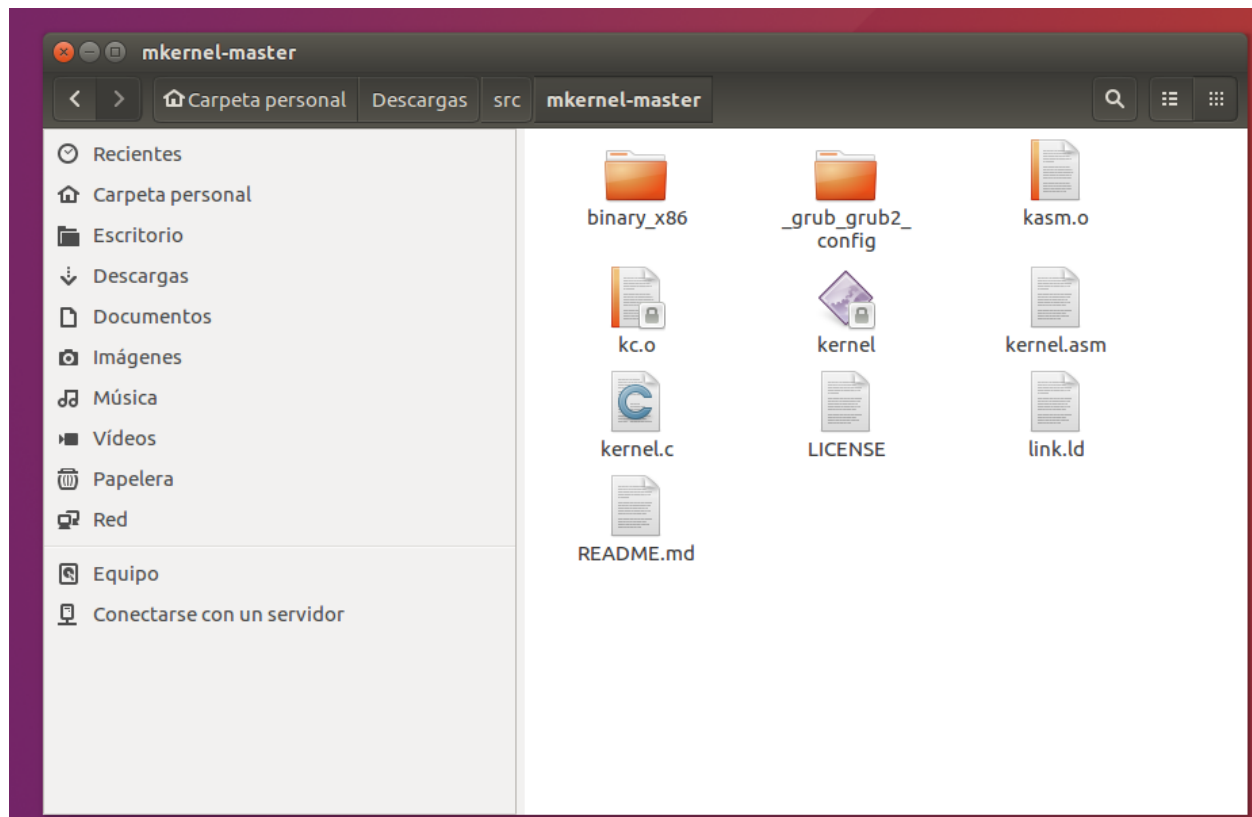 mkernel-master
Carpeta personal Descargas src mkernel-master
Recientes
Carpeta personal
Escritorio
Descargas
Documentos
Imágenes
Música
Vídeos
Papelera
Red
Equipo
Conectarse con un servidor
binary_x86
_grub_grub2_
config
kasm.o
kc.o
kernel
kernel.asm
kernel.c
LICENSE
link.ld
README.md